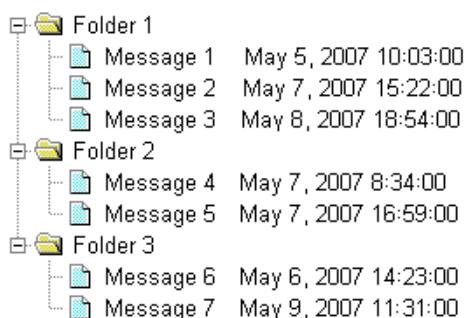 Folder 1
Message 1 May 5, 2007 10:03:00
Message 2 May 7, 2007 15:22:00
Message 3 May 8, 2007 18:54:00
Folder 2
Message 4 May 7, 2007 8:34:00
Message 5 May 7, 2007 16:59:00
Folder 3
Message 6 May 6, 2007 14:23:00
Message 7 May 9, 2007 11:31:00